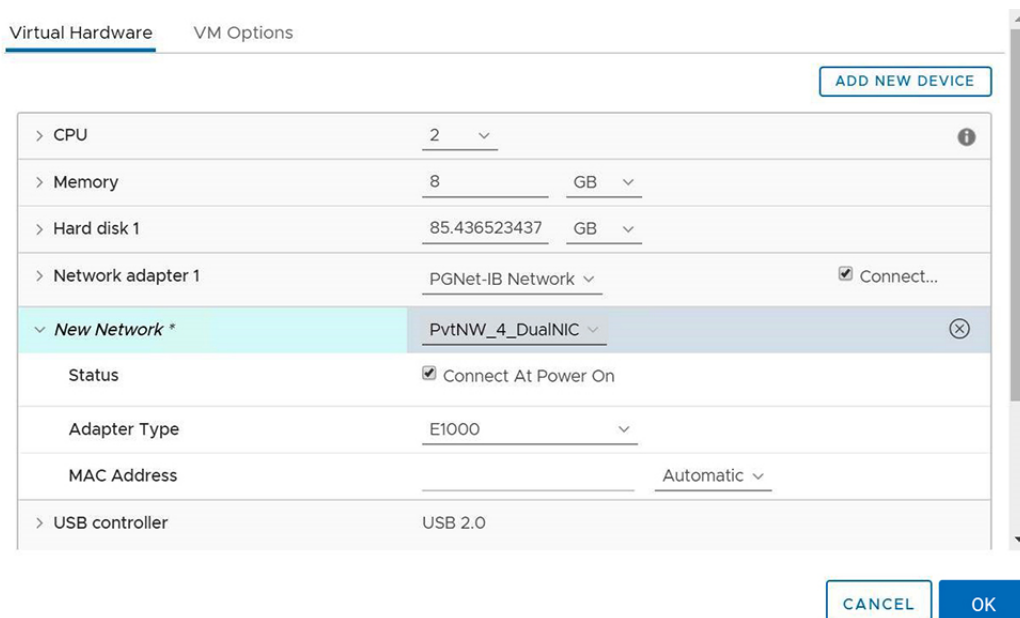 Virtual Hardware VM Options
ADD NEW DEVICE
CPU 2
Memory 8 GB
Hard disk 1 85.436523437 GB
Network adapter 1 PGNet-IB Network Connect...
New Network * PvtNW_4_DualNIC
Status Connect At Power On
Adapter Type E1000
MAC Address Automatic
USB controller USB 2.0
CANCEL OK